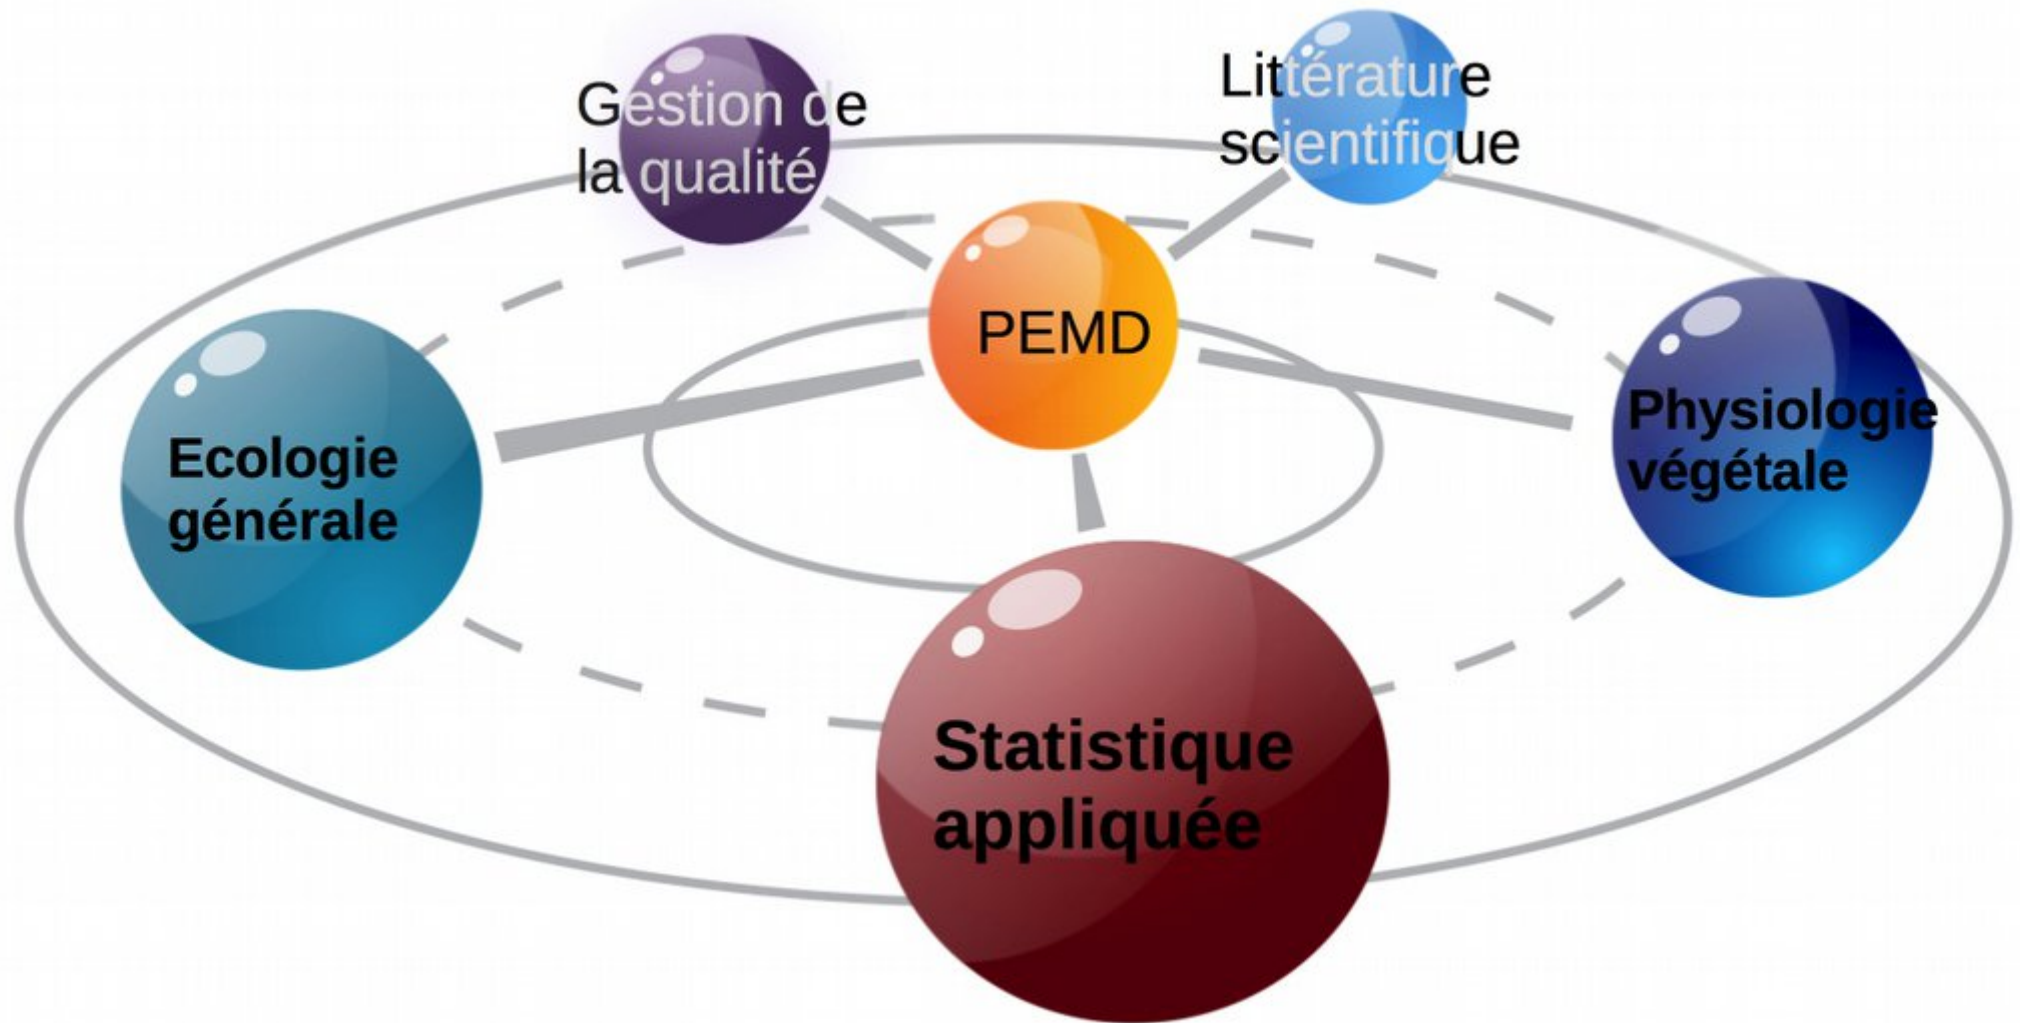 Gestion de
la qualité
Littérature
scientifique
PEMD
Ecologie
générale
Physiologie
végétale
Statistique
appliquée